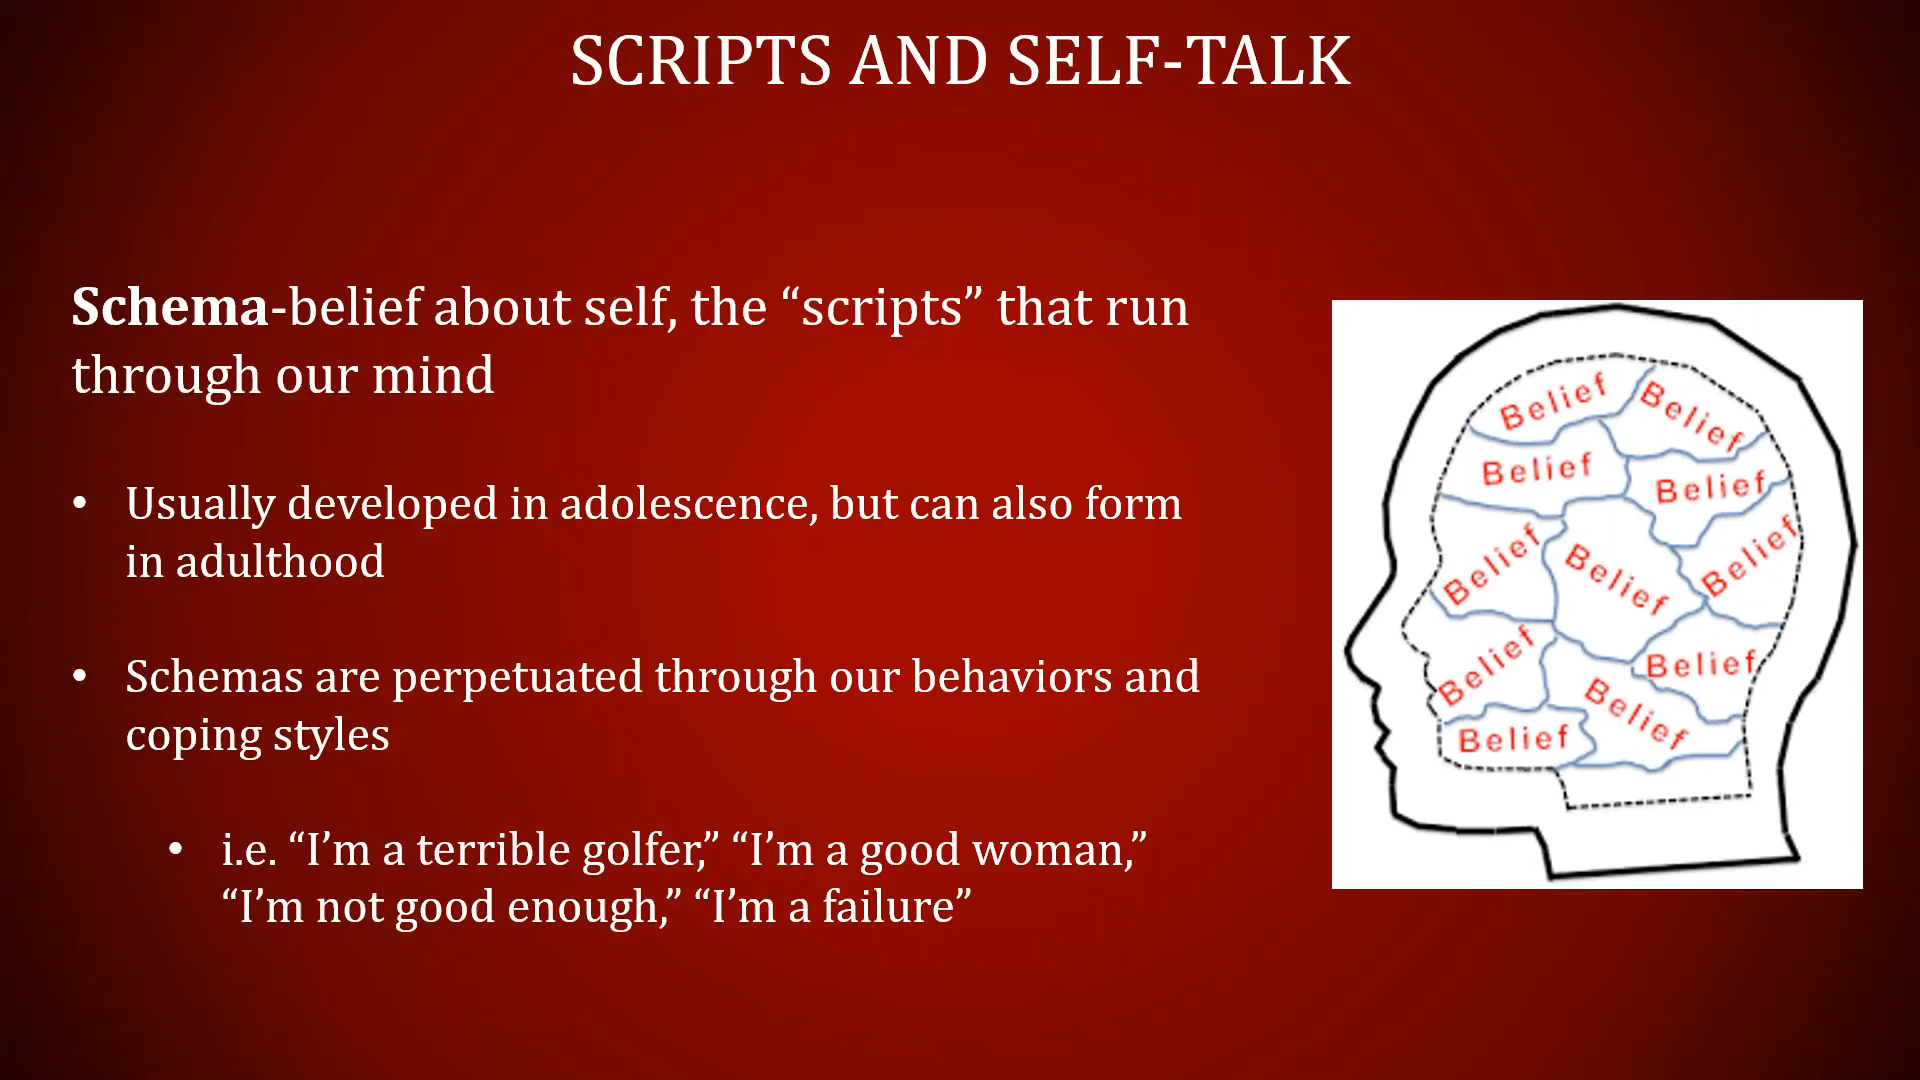 SCRIPTS AND SELF-TALK
Schema-belief about self, the “scripts” that run
through our mind
• Usually developed in adolescence, but can also form
in adulthood
• Schemas are perpetuated through our behaviors and
coping styles
• i.e. “I’m a terrible golfer,” “I’m a good woman,”
“I’m not good enough,” “I’m a failure”
Belief
Belief
Belief
Belief
Belief
Belief
Belief
Belief
Belief
Belief
Belief